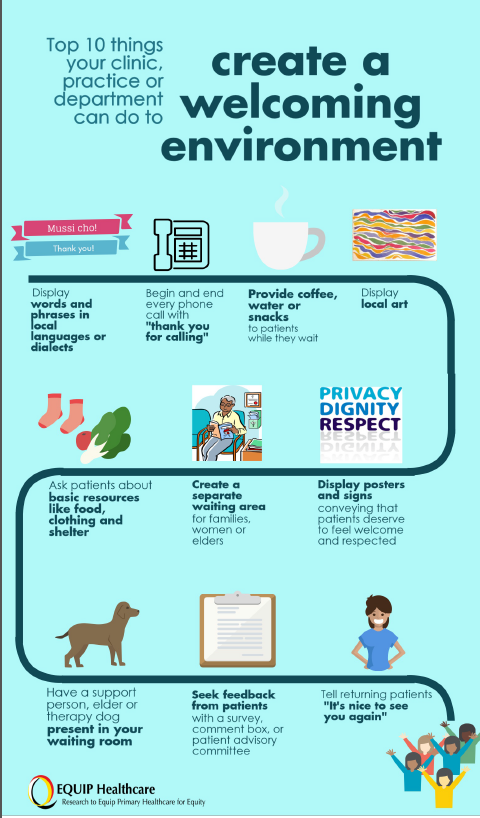 Top 10 things
your clinic,
practice or
department
can do to
create a
welcoming
environment
Mussi cho!
Thank you!
Display
words and
phrases in
local
languages or
dialects
Begin and end
every phone
call with
"thank you
for calling"
Provide coffee,
water or
snacks
to patients
while they wait
Display
local art
PRIVACY
DIGNITY
RESPECT
Ask patients about
basic resources
like food,
clothing and
shelter
Create a
separate
waiting area
for families,
women or
elders
Display posters
and signs
conveying that
patients deserve
to feel welcome
and respected
Have a support
person, elder or
therapy dog
present in your
waiting room
Seek feedback
from patients
with a survey,
comment box, or
patient advisory
committee
Tell returning patients
"It's nice to see
you again"
EQUIP Healthcare
Research to Equip Primary Healthcare for Equity